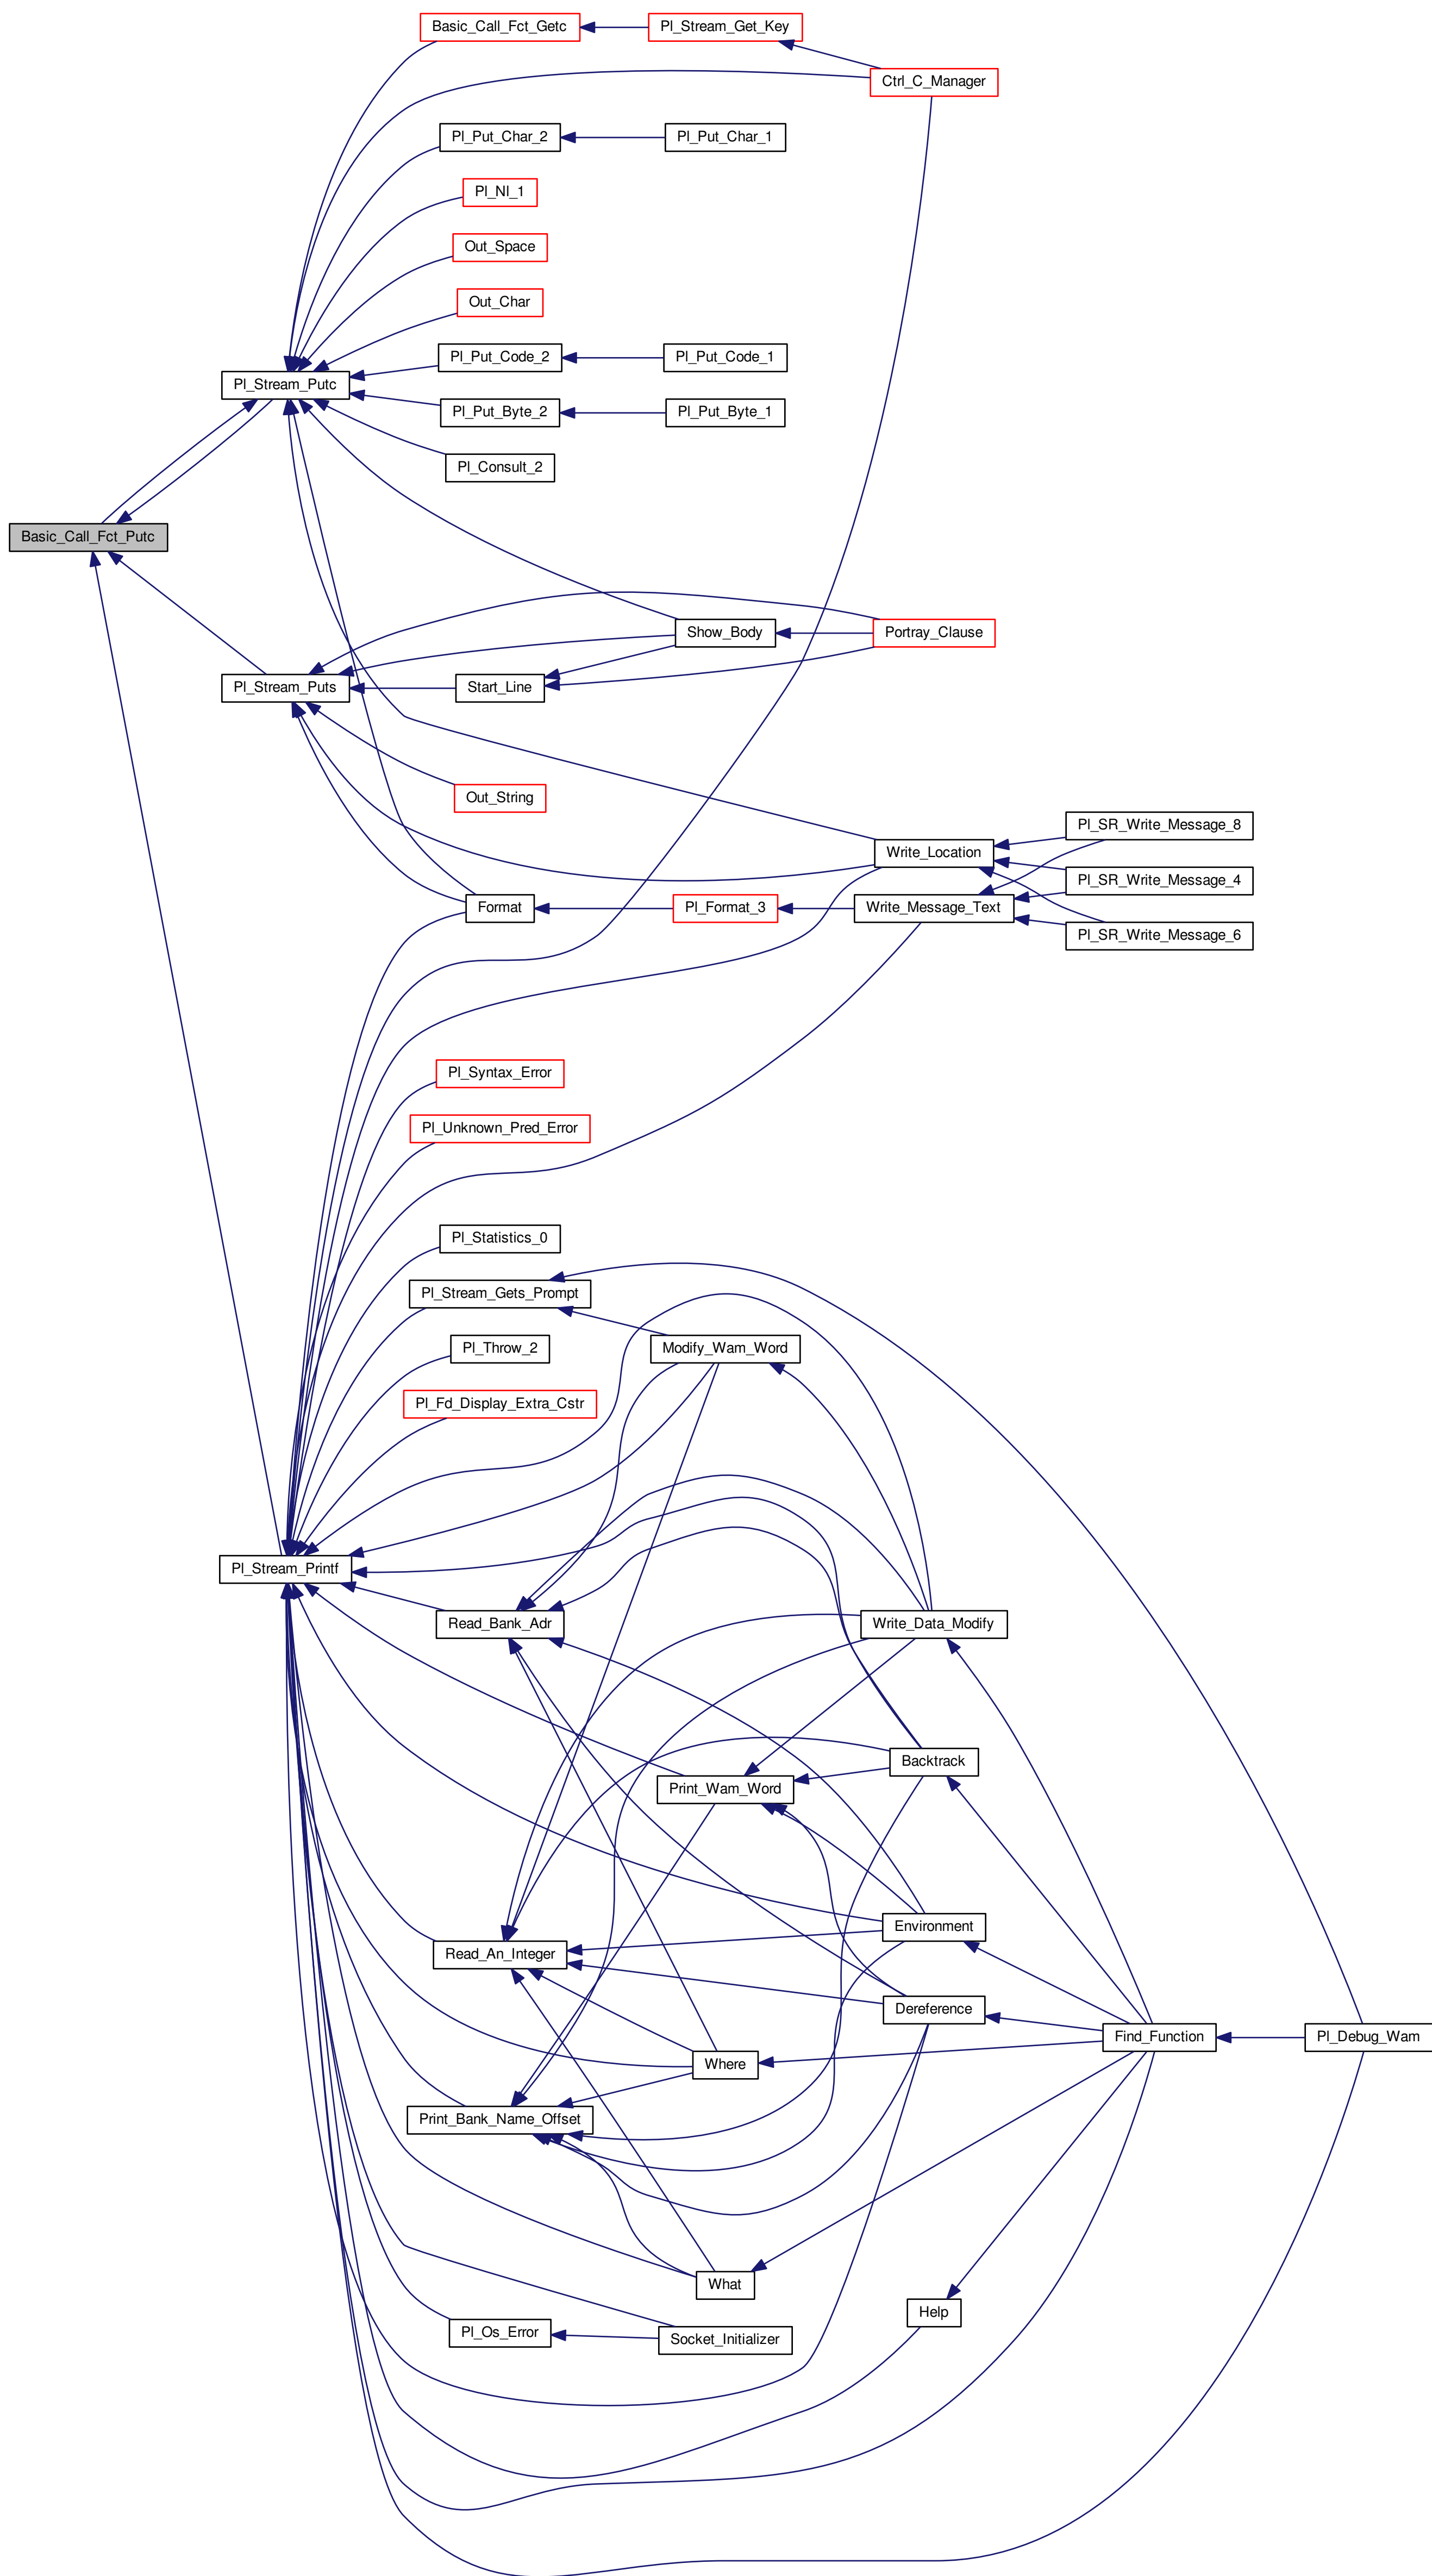 Basic_Call_Fct_Getc
Pl_Stream_Get_Key
Ctrl_C_Manager
Pl_Put_Char_2
Pl_Put_Char_1
Pl_Nl_1
Out_Space
Out_Char
Pl_Put_Code_2
Pl_Put_Code_1
Pl_Stream_Putc
Pl_Put_Byte_2
Pl_Put_Byte_1
Pl_Consult_2
Basic_Call_Fct_Putc
Show_Body
Portray_Clause
Pl_Stream_Puts
Start_Line
Out_String
Pl_SR_Write_Message_8
Write_Location
Pl_SR_Write_Message_4
Format
Pl_Format_3
Write_Message_Text
Pl_SR_Write_Message_6
Pl_Syntax_Error
Pl_Unknown_Pred_Error
Pl_Statistics_0
Pl_Stream_Gets_Prompt
Pl_Throw_2
Modify_Wam_Word
Pl_Fd_Display_Extra_Cstr
Pl_Stream_Printf
Read_Bank_Adr
Write_Data_Modify
Backtrack
Print_Wam_Word
Environment
Read_An_Integer
Dereference
Find_Function
Pl_Debug_Wam
Where
Print_Bank_Name_Offset
What
Help
Pl_Os_Error
Socket_Initializer